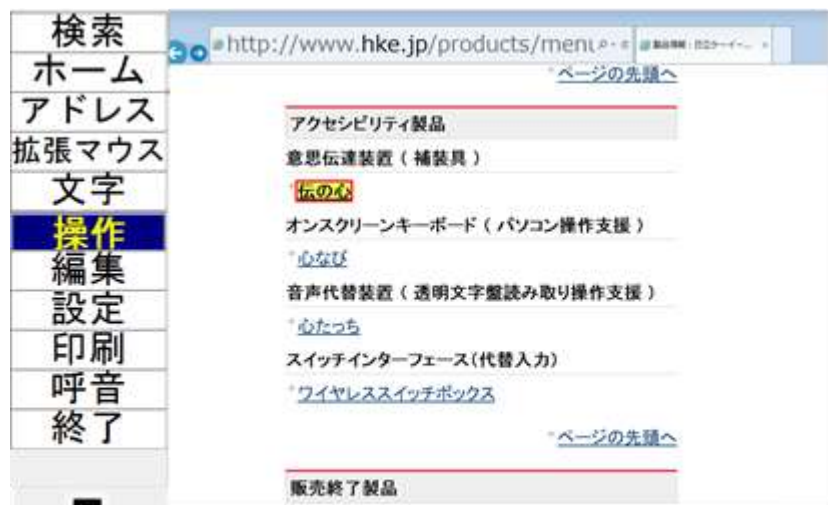 検索
ホーム
アドレス
拡張マウス
文字
操作
編集
設定
印刷
呼音
終了
http://www.hke.jp/products/menu
ページの先頭へ
アクセシビリティ製品
意思伝達装置（補装具）
伝の心
オンスクリーンキーボード（パソコン操作支援）
心なび
音声代替装置（透明文字盤読み取り操作支援）
心たっち
スイッチインターフェース(代替入力)
ワイヤレススイッチボックス
ページの先頭へ
販売終了製品